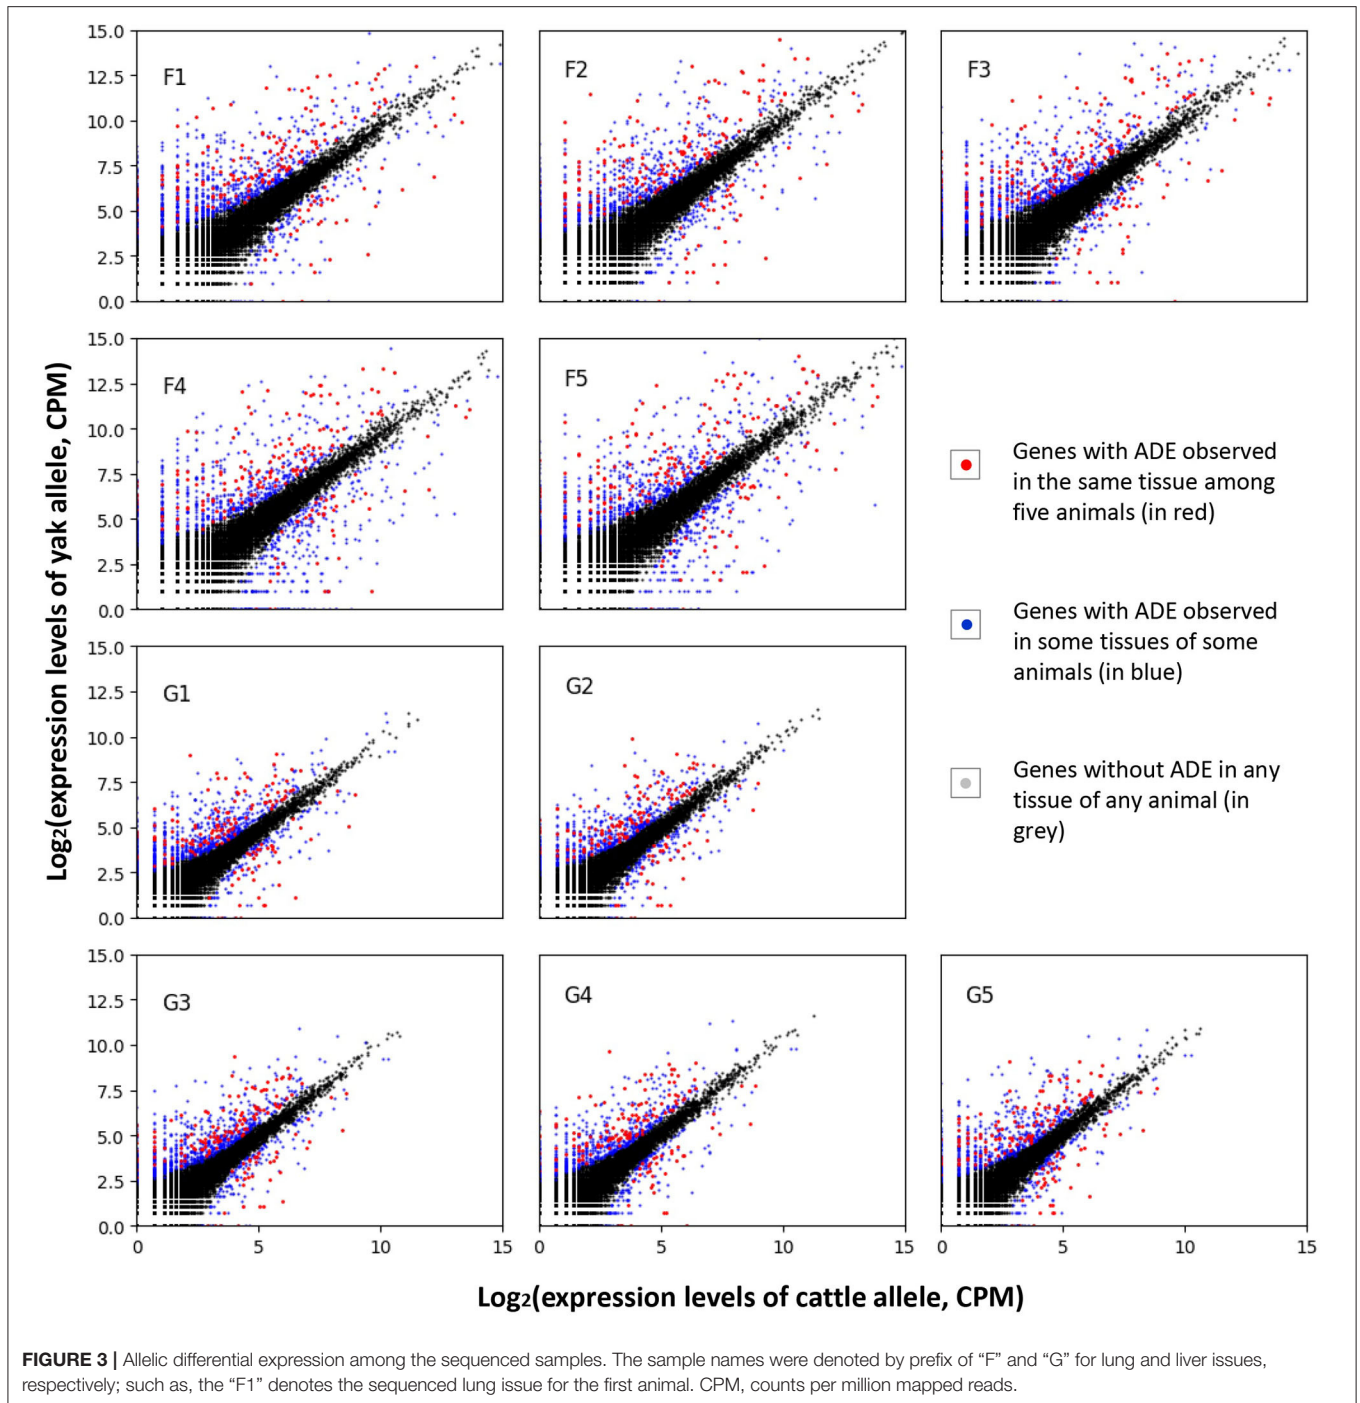 15.0
12.5
10.0
7.5
5.0
2.5
0.0
F1
F2
F3
15.0
12.5
10.0
7.5
5.0
2.5
0.0
F4
F5
Genes with ADE observed
in the same tissue among
five animals (in red)
Genes with ADE observed
in some tissues of some
animals (in blue)
Genes without ADE in any
tissue of any animal (in
grey)
Log2(expression levels of yak allele, CPM)
15.0
12.5
10.0
7.5
5.0
2.5
0.0
G1
G2
15.0
12.5
10.0
7.5
5.0
2.5
0.0
G3
G4
G5
0 5 10 15
0 5 10 15
0 5 10 15
Log2(expression levels of cattle allele, CPM)
FIGURE 3 | Allelic differential expression among the sequenced samples. The sample names were denoted by prefix of “F” and “G” for lung and liver issues,
respectively; such as, the “F1” denotes the sequenced lung issue for the first animal. CPM, counts per million mapped reads.